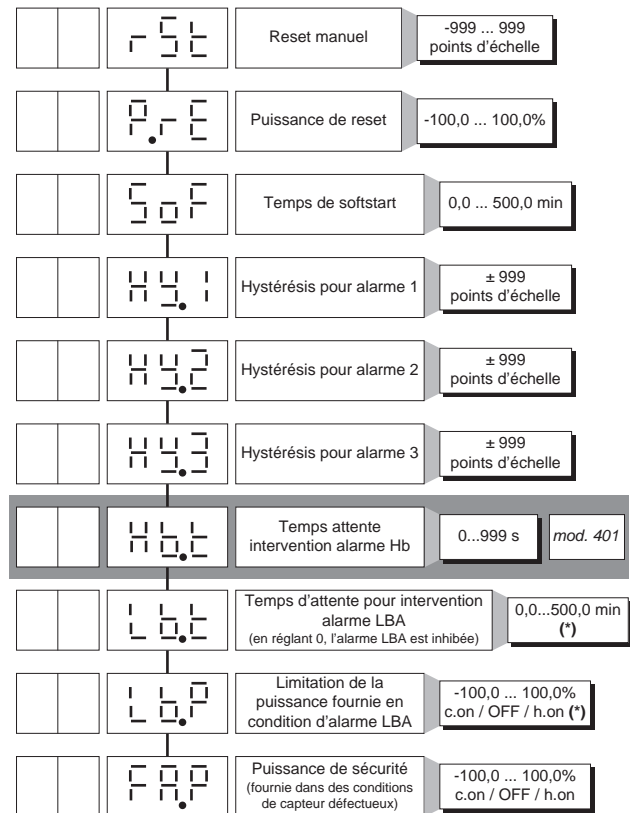 rSt
Reset manuel
-999 ... 999
points d'échelle
P.rE
Puissance de reset
-100,0 ... 100,0%
SoF
Temps de softstart
0,0 ... 500,0 min
HY.1
Hystérésis pour alarme 1
± 999
points d'échelle
HY.2
Hystérésis pour alarme 2
± 999
points d'échelle
HY.3
Hystérésis pour alarme 3
± 999
points d'échelle
Hb.t
Temps attente
intervention alarme Hb
0...999 s
mod. 401
Lb.t
Temps d'attente pour intervention
alarme LBA
(en réglant 0, l'alarme LBA est inhibée)
0,0...500,0 min
(*)
Lb.P
Limitation de la
puissance fournie en
condition d'alarme LBA
-100,0 ... 100,0%
c.on / OFF / h.on (*)
FA.P
Puissance de sécurité
(fournie dans des conditions
de capteur défectueux)
-100,0 ... 100,0%
c.on / OFF / h.on